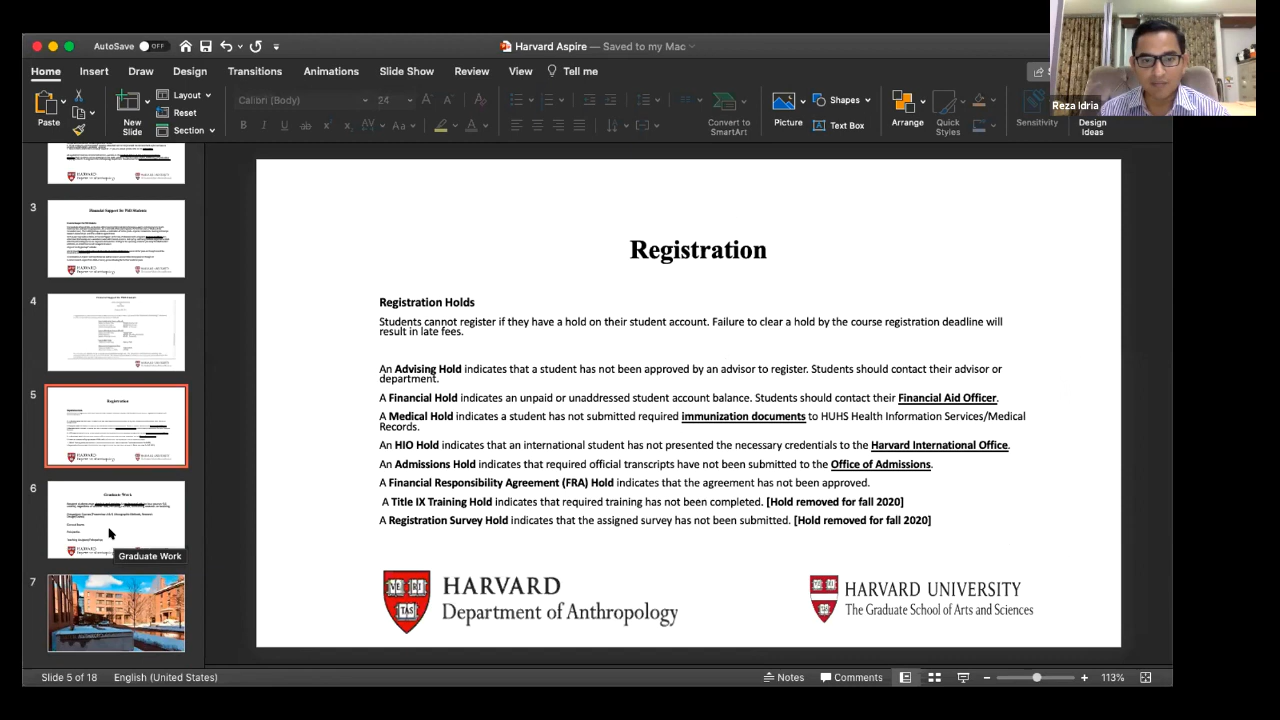 AutoSave OFF
Harvard Aspire — Saved to my Mac
Home Insert Draw Design Transitions Animations Slide Show Review View Tell me
Reza Idria
Paste
New
Slide
Layout
Reset
Section
Calibri (Body) 24
Convert to
SmartArt
Picture
Shapes
Text Box
Arrange
Quick
Styles
Sensitivity
Design
Ideas
3
Financial Support for PhD Students
4
5
Registration
6
Graduate Work
Graduate Work
7
Registration
Registration Holds
Students cannot register if they have a hold on their student account. Failure to clear a hold by the course registration deadline will
result in late fees.
An Advising Hold indicates that a student has not been approved by an advisor to register. Students should contact their advisor or
department.
A Financial Hold indicates an unpaid or unaddressed student account balance. Students should contact their Financial Aid Officer.
A Medical Hold indicates a student has not submitted required immunization documents to HUHS Health Information Services/Medical
Records.
An HIO Hold indicates that an international student has not presented the necessary documents to the Harvard International Office.
An Admissions Hold indicates that required official transcripts have not been submitted to the Office of Admissions.
A Financial Responsibility Agreement (FRA) Hold indicates that the agreement has not been approved.
A Title IX Training Hold indicates the required training has not been completed. [Hold removed for fall 2020]
A Registration Survey Hold indicates that the assigned survey has not been submitted. [Hold removed for fall 2020]
VE RI TAS
HARVARD
Department of Anthropology
HARVARD UNIVERSITY
The Graduate School of Arts and Sciences
Slide 5 of 18 English (United States) Notes Comments 113%